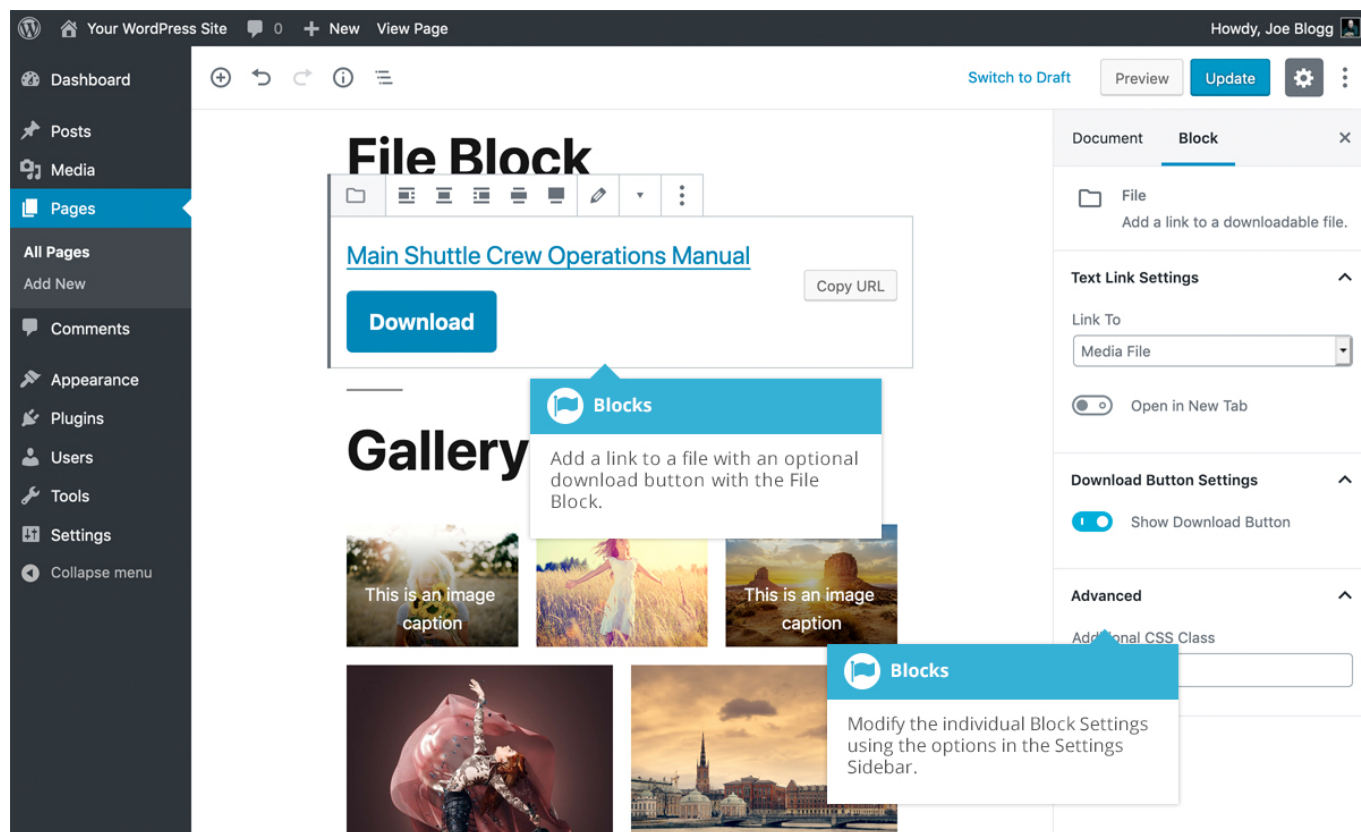 Your WordPress Site 0 New View Page Howdy, Joe Blogg
Dashboard
Posts
Media
Pages
All Pages
Add New
Comments
Appearance
Plugins
Users
Tools
Settings
Collapse menu
Switch to Draft Preview Update
File Block
Main Shuttle Crew Operations Manual
Copy URL
Download
Blocks
Add a link to a file with an optional
download button with the File
Block.
Gallery
This is an image
caption
This is an image
caption
Document Block
File
Add a link to a downloadable file.
Text Link Settings
Link To
Media File
Open in New Tab
Download Button Settings
Show Download Button
Advanced
Additional CSS Class
Blocks
Modify the individual Block Settings
using the options in the Settings
Sidebar.